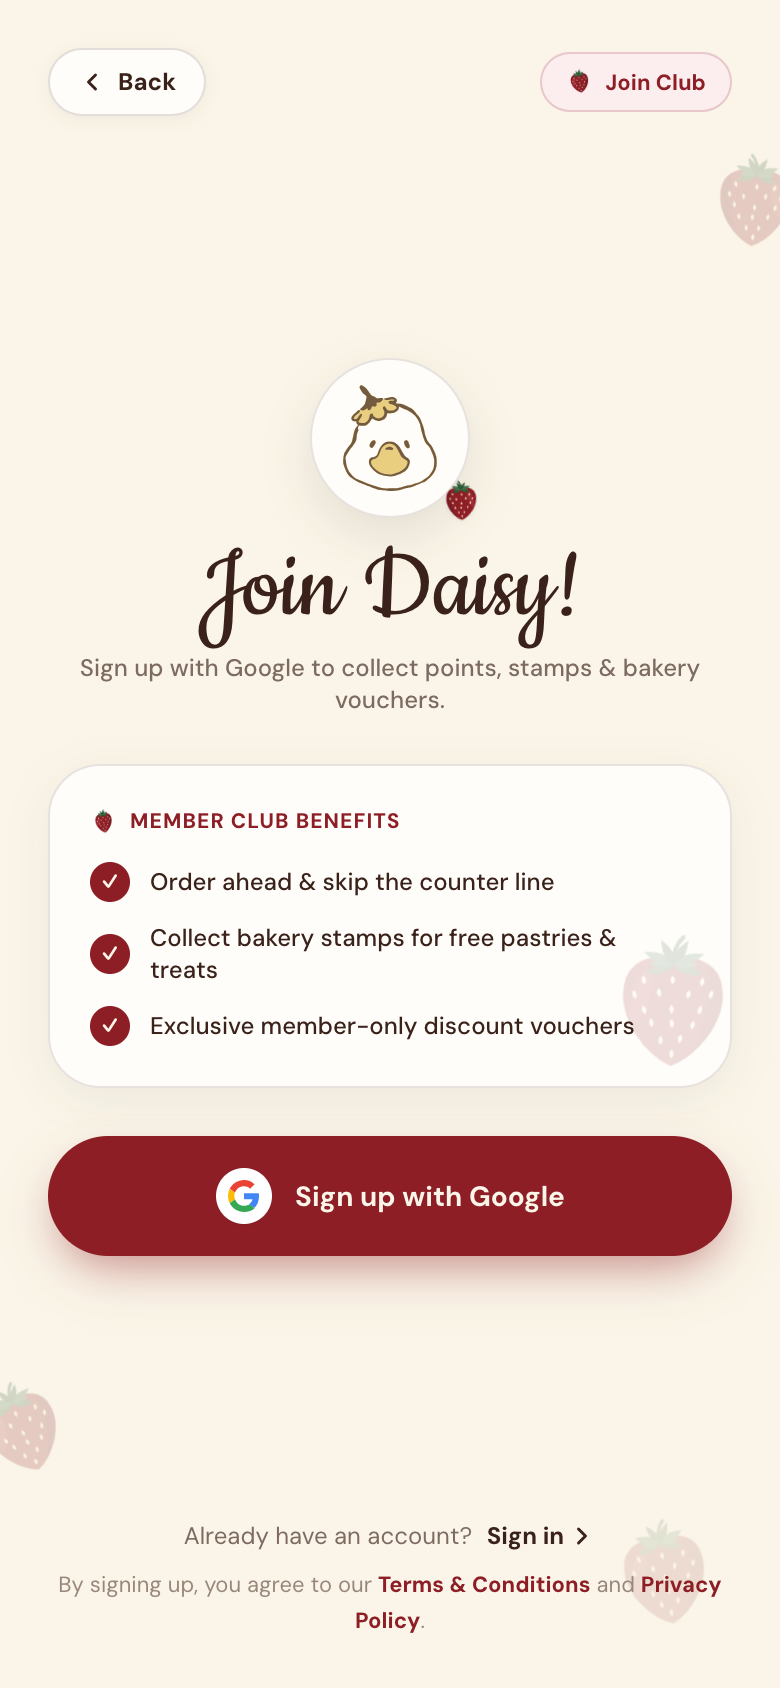 Back
Join Club
Join Daisy!
Sign up with Google to collect points, stamps & bakery
vouchers.
MEMBER CLUB BENEFITS
Order ahead & skip the counter line
Collect bakery stamps for free pastries &
treats
Exclusive member-only discount vouchers
Sign up with Google
Already have an account? Sign in
By signing up, you agree to our Terms & Conditions and Privacy
Policy.